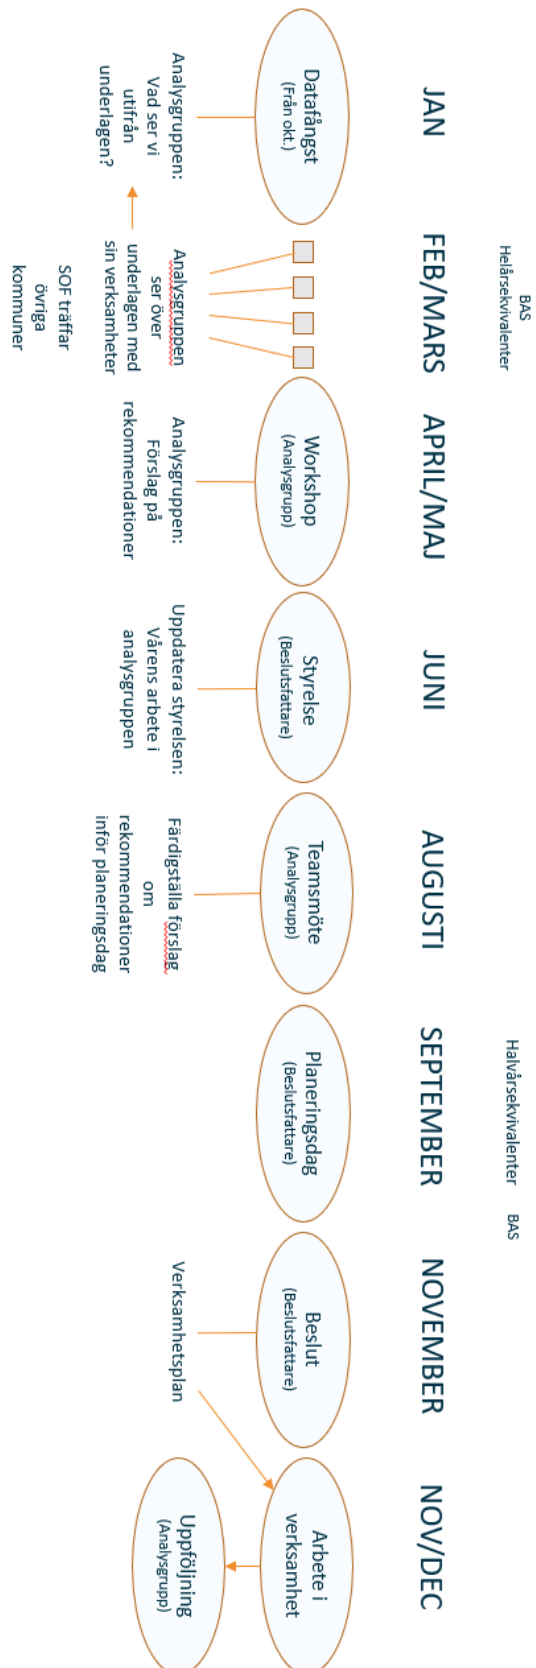 BAS
Helårsekvivalenter
Halvårsekvivalenter
BAS
JAN
FEB/MARS
APRIL/MAJ
JUNI
AUGUSTI
SEPTEMBER
NOVEMBER
NOV/DEC
Datafångst
(Från okt.)
Workshop
(Analysgrupp)
Styrelse
(Beslutsfattare)
Teamsmöte
(Analysgrupp)
Planeringsdag
(Beslutsfattare)
Beslut
(Beslutsfattare)
Arbete i
verksamhet
Analysgruppen:
Vad ser vi
utifrån
underlagen?
Analysgruppen
ser över
underlagen med
sin verksamheter
SOF träffar
övriga
kommuner
Analysgruppen:
Förslag på
rekommendationer
Uppdatera styrelsen:
Vårens arbete i
analysgruppen
Färdigställa förslag
om
rekommendationer
inför planeringsdag
Verksamhetsplan
Uppföljning
(Analysgrupp)